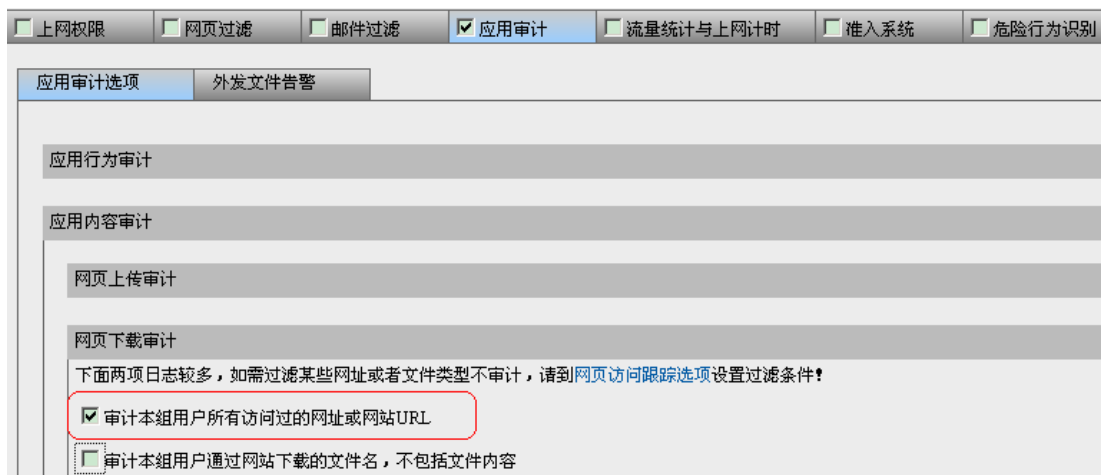 上网权限 网页过滤 邮件过滤 应用审计 流量统计与上网计时 准入系统 危险行为识别
应用审计选项 外发文件告警
应用行为审计
应用内容审计
网页上传审计
网页下载审计
下面两项日志较多，如需过滤某些网址或者文件类型不审计，请到网页访问跟踪选项设置过滤条件！
审计本组用户所有访问过的网址或网站URL
审计本组用户通过网站下载的文件名，不包括文件内容